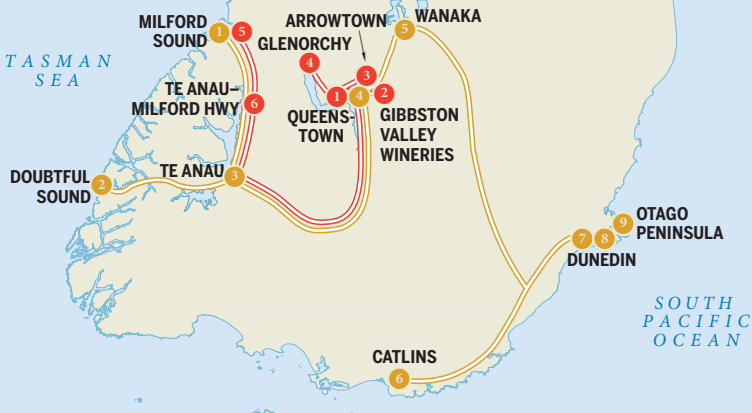 MILFORD
SOUND
1
5
ARROWTOWN
WANAKA
5
GLENORCHY
4
TASMAN
SEA
3
TE ANAU–
MILFORD HWY
6
1
4
2
QUEENS-
TOWN
GIBBSTON
VALLEY
WINERIES
DOUBTFUL
SOUND
2
TE ANAU
3
9
OTAGO
PENINSULA
7
8
DUNEDIN
SOUTH
PACIFIC
OCEAN
CATLINS
6